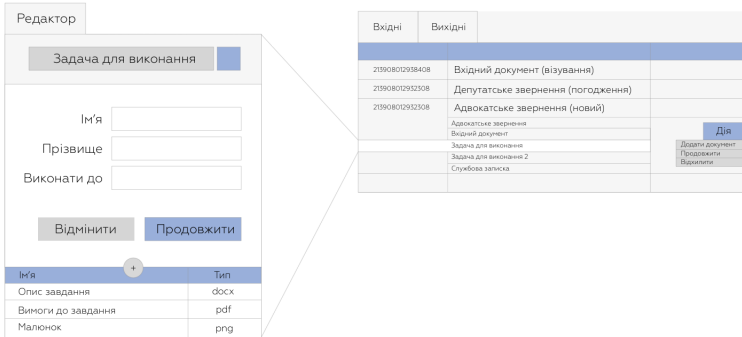 Редактор
Задача для виконання
Ім'я
Прізвище
Виконати до
Відмінити
Продовжити
+
Ім'я Тип
Опис завдання docx
Вимоги до завдання pdf
Малюнок png
Вхідні Вихідні
213908012938408 Вхідний документ (візування)
213908012932308 Депутатське звернення (погодження)
213908012932308 Адвокатське звернення (новий)
Адвокатське звернення
Вхідний документ
Задача для виконання
Задача для виконання 2
Службова записка
Дія
Додати документ
Продовжити
Відхилити